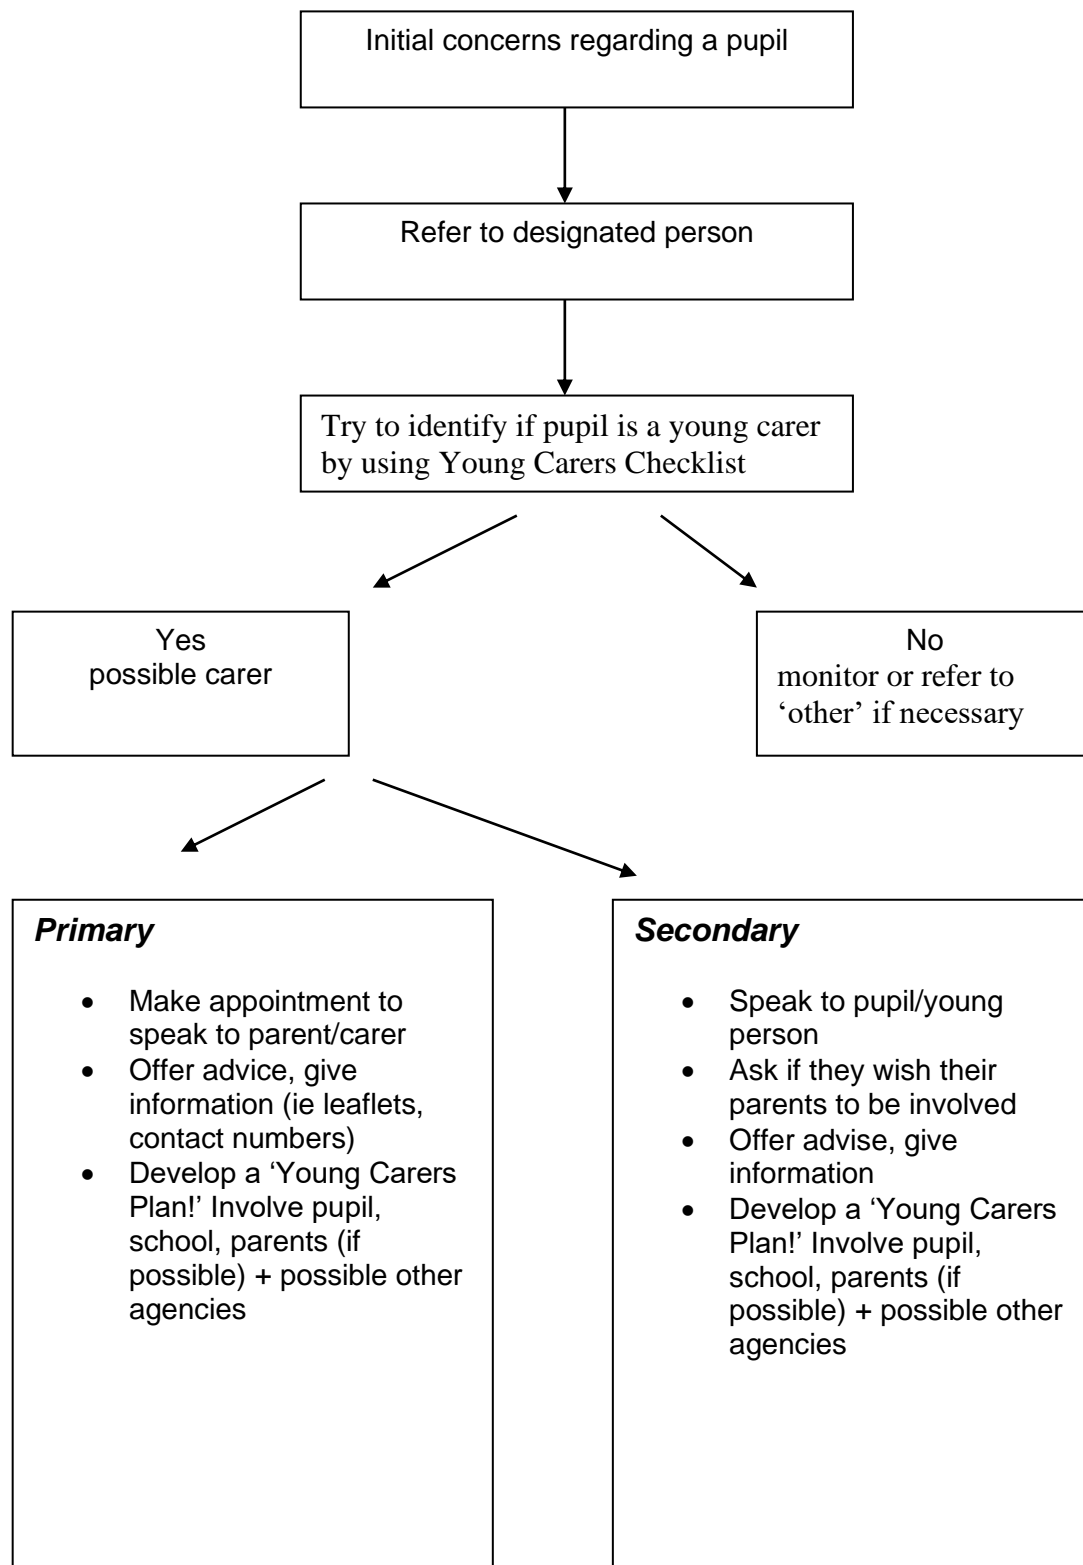 Initial concerns regarding a pupil
Refer to designated person
Try to identify if pupil is a young carer
by using Young Carers Checklist
Yes
possible carer
No
monitor or refer to
‘other’ if necessary
Primary
• Make appointment to
speak to parent/carer
• Offer advice, give
information (ie leaflets,
contact numbers)
• Develop a ‘Young Carers
Plan!’ Involve pupil,
school, parents (if
possible) + possible other
agencies
Secondary
• Speak to pupil/young
person
• Ask if they wish their
parents to be involved
• Offer advise, give
information
• Develop a ‘Young Carers
Plan!’ Involve pupil,
school, parents (if
possible) + possible other
agencies